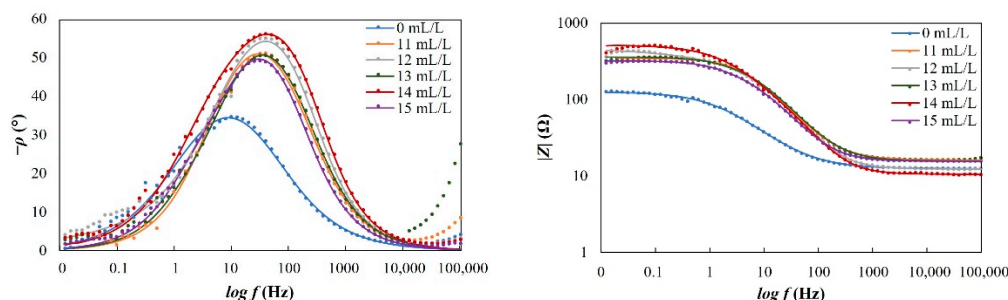 60
50
40
30
20
10
0
−ρ (°)
0 0.1 1 10 100 1000 10,000 100,000
log f (Hz)
0 mL/L
11 mL/L
12 mL/L
13 mL/L
14 mL/L
15 mL/L
1000
100
10
1
|Z| (Ω)
0 0.1 1 10 100 1000 10,000 100,000
log f (Hz)
0 mL/L
11 mL/L
12 mL/L
13 mL/L
14 mL/L
15 mL/L